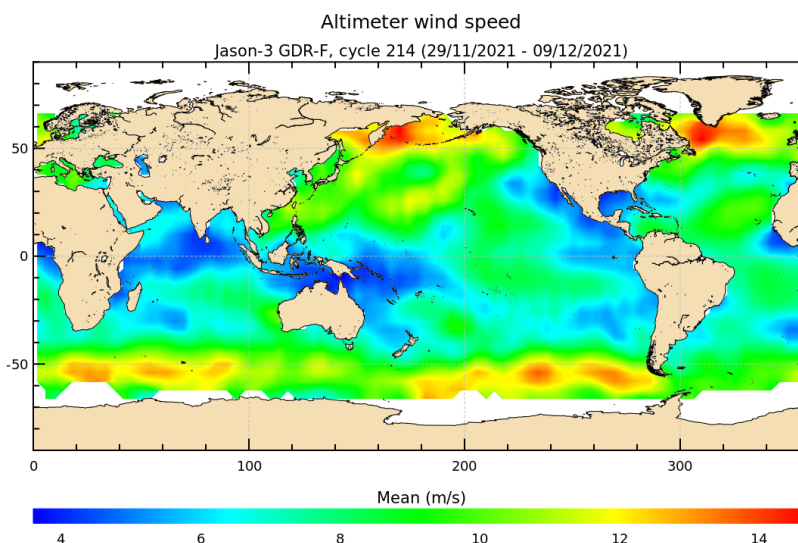 Altimeter wind speed
Jason-3 GDR-F, cycle 214 (29/11/2021 - 09/12/2021)
50
0
-50
0 100 200 300
Mean (m/s)
4 6 8 10 12 14